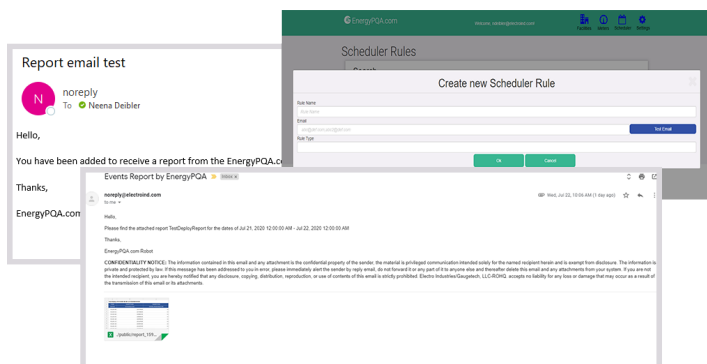 Report email test
N
noreply
To Neena Deibler
Hello,
You have been added to receive a report from the EnergyPQA.c
Thanks,
EnergyPQA.com
EnergyPQA.com
Welcome,
Facilities Meters Scheduler Settings
Scheduler Rules
Search
Create new Scheduler Rule
Rule Name
Rule Name
Email
Test Email
Rule Type
Ok
Cancel
Events Report by EnergyPQA
Inbox x
noreply@electroind.com
to me
Wed, Jul 22, 10:04 AM (1 day ago)
Hello,
Please find the attached report TestDeployReport for the dates of Jul 21, 2020 12:00:00 AM - Jul 22, 2020 12:00:00 AM
Thanks,
EnergyPQA.com Robot
CONFIDENTIALITY NOTICE: The information contained in this email and any attachment is the confidential property of the sender, the material is privileged communication intended solely for the named recipient herein and is exempt from disclosure. The information is
private and protected by law. If this message has been addressed to you in error, please immediately alert the sender by reply email, do not forward it or any part of it to anyone else and thereafter delete this email and any attachments from your system. If you are not
the intended recipient, you are hereby notified that any disclosure, copying, distribution, reproduction, or use of contents of this email is strictly prohibited. Electro Industries/Gaugetech, LLC-ROHQ. accepts no liability for any loss or damage that may occur as a result of
the transmission of this email or its attachments.
../public/report_109...